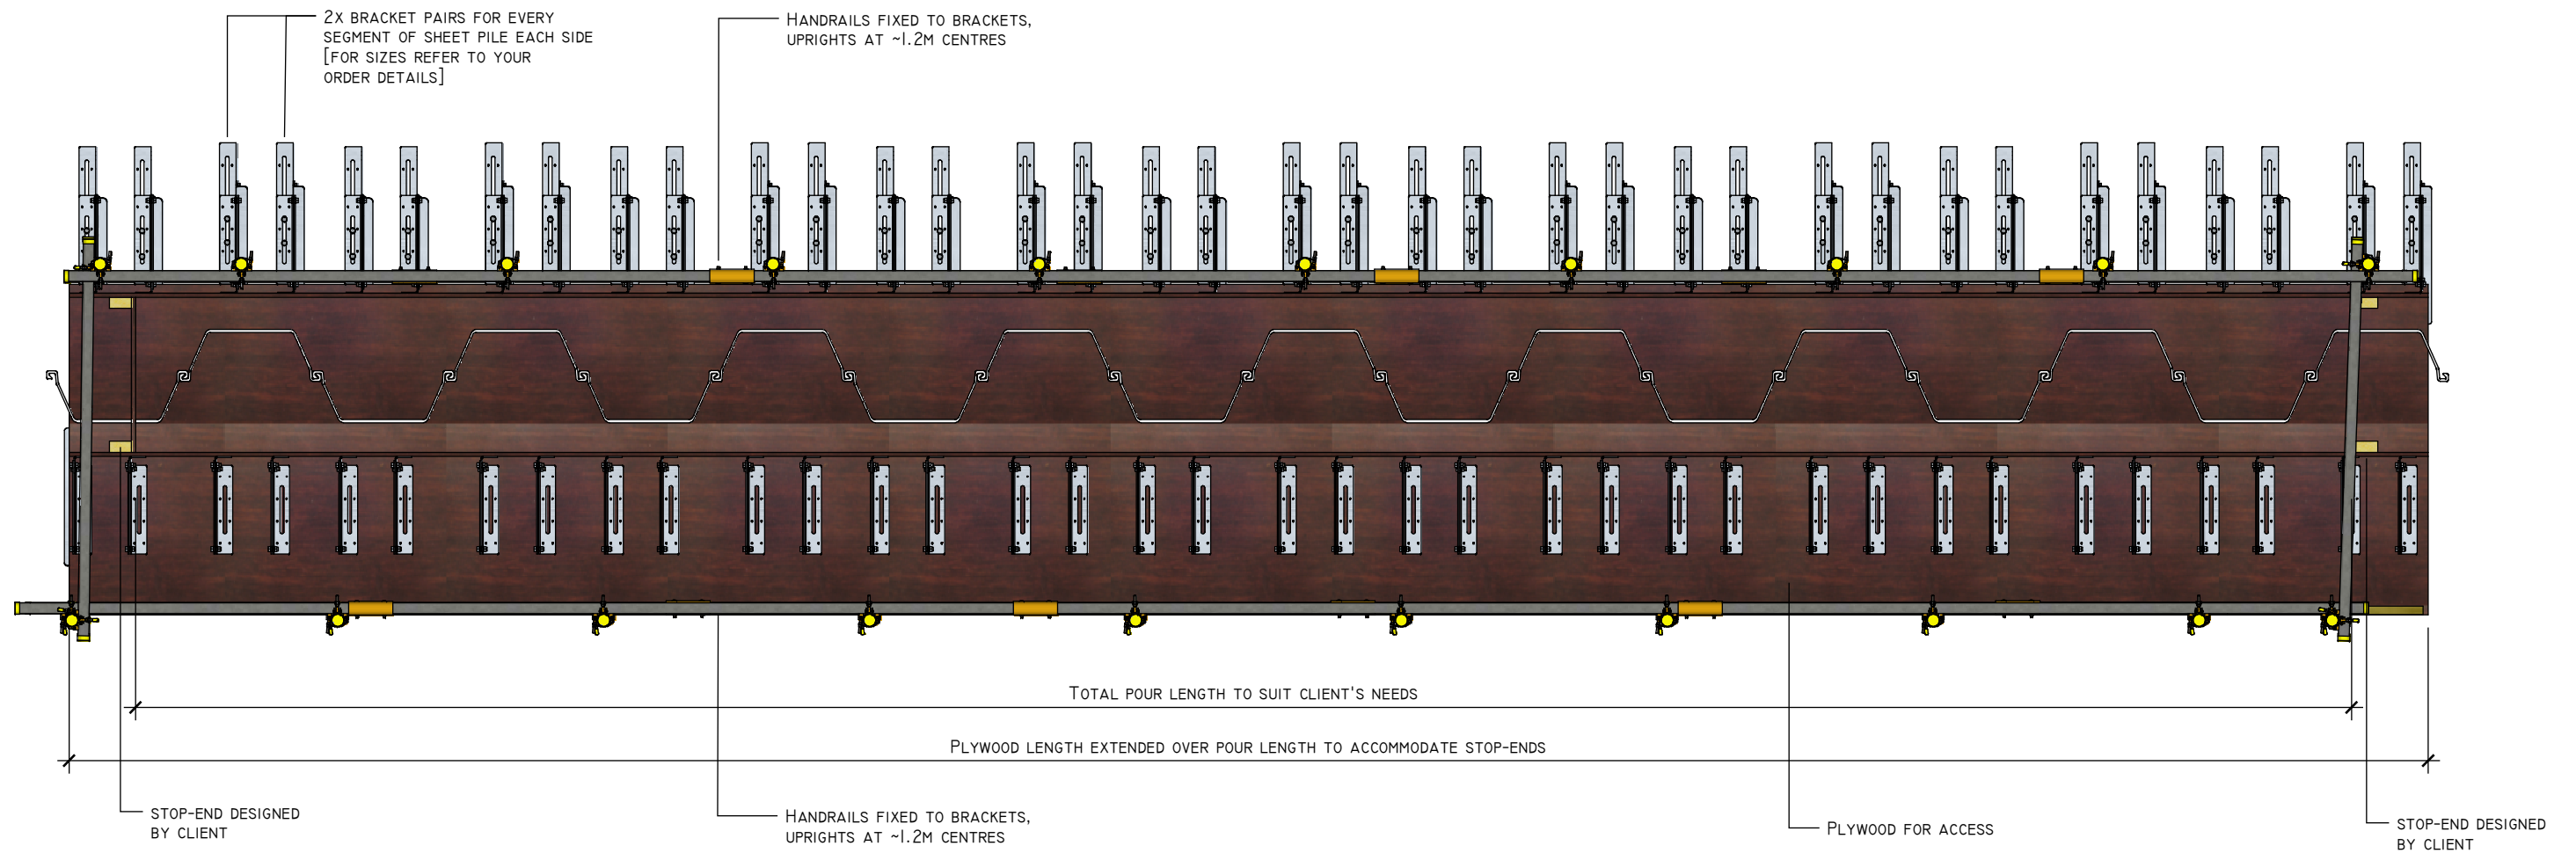 2X BRACKET PAIRS FOR EVERY
SEGMENT OF SHEET PILE EACH SIDE
[FOR SIZES REFER TO YOUR
ORDER DETAILS]
HANDRAILS FIXED TO BRACKETS,
UPRIGHTS AT ~1.2M CENTRES
TOTAL POUR LENGTH TO SUIT CLIENT'S NEEDS
PLYWOOD LENGTH EXTENDED OVER POUR LENGTH TO ACCOMMODATE STOP-ENDS
STOP-END DESIGNED
BY CLIENT
HANDRAILS FIXED TO BRACKETS,
UPRIGHTS AT ~1.2M CENTRES
PLYWOOD FOR ACCESS
STOP-END DESIGNED
BY CLIENT